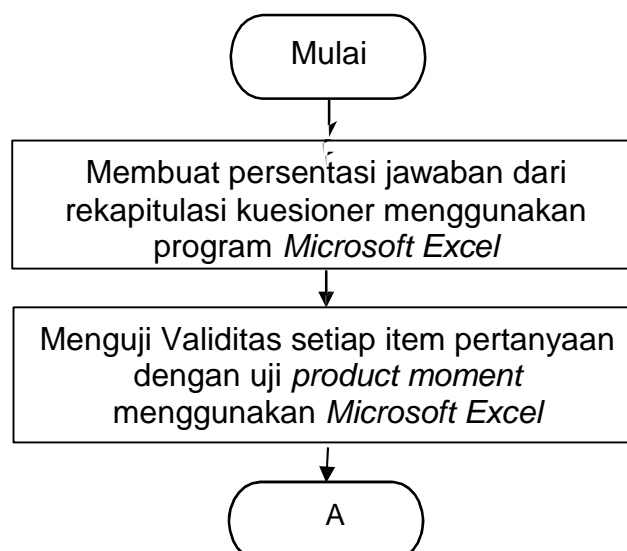 Mulai
Membuat persentasi jawaban dari
rekapitulasi kuesioner menggunakan
program Microsoft Excel
Menguji Validitas setiap item pertanyaan
dengan uji product moment
menggunakan Microsoft Excel
A